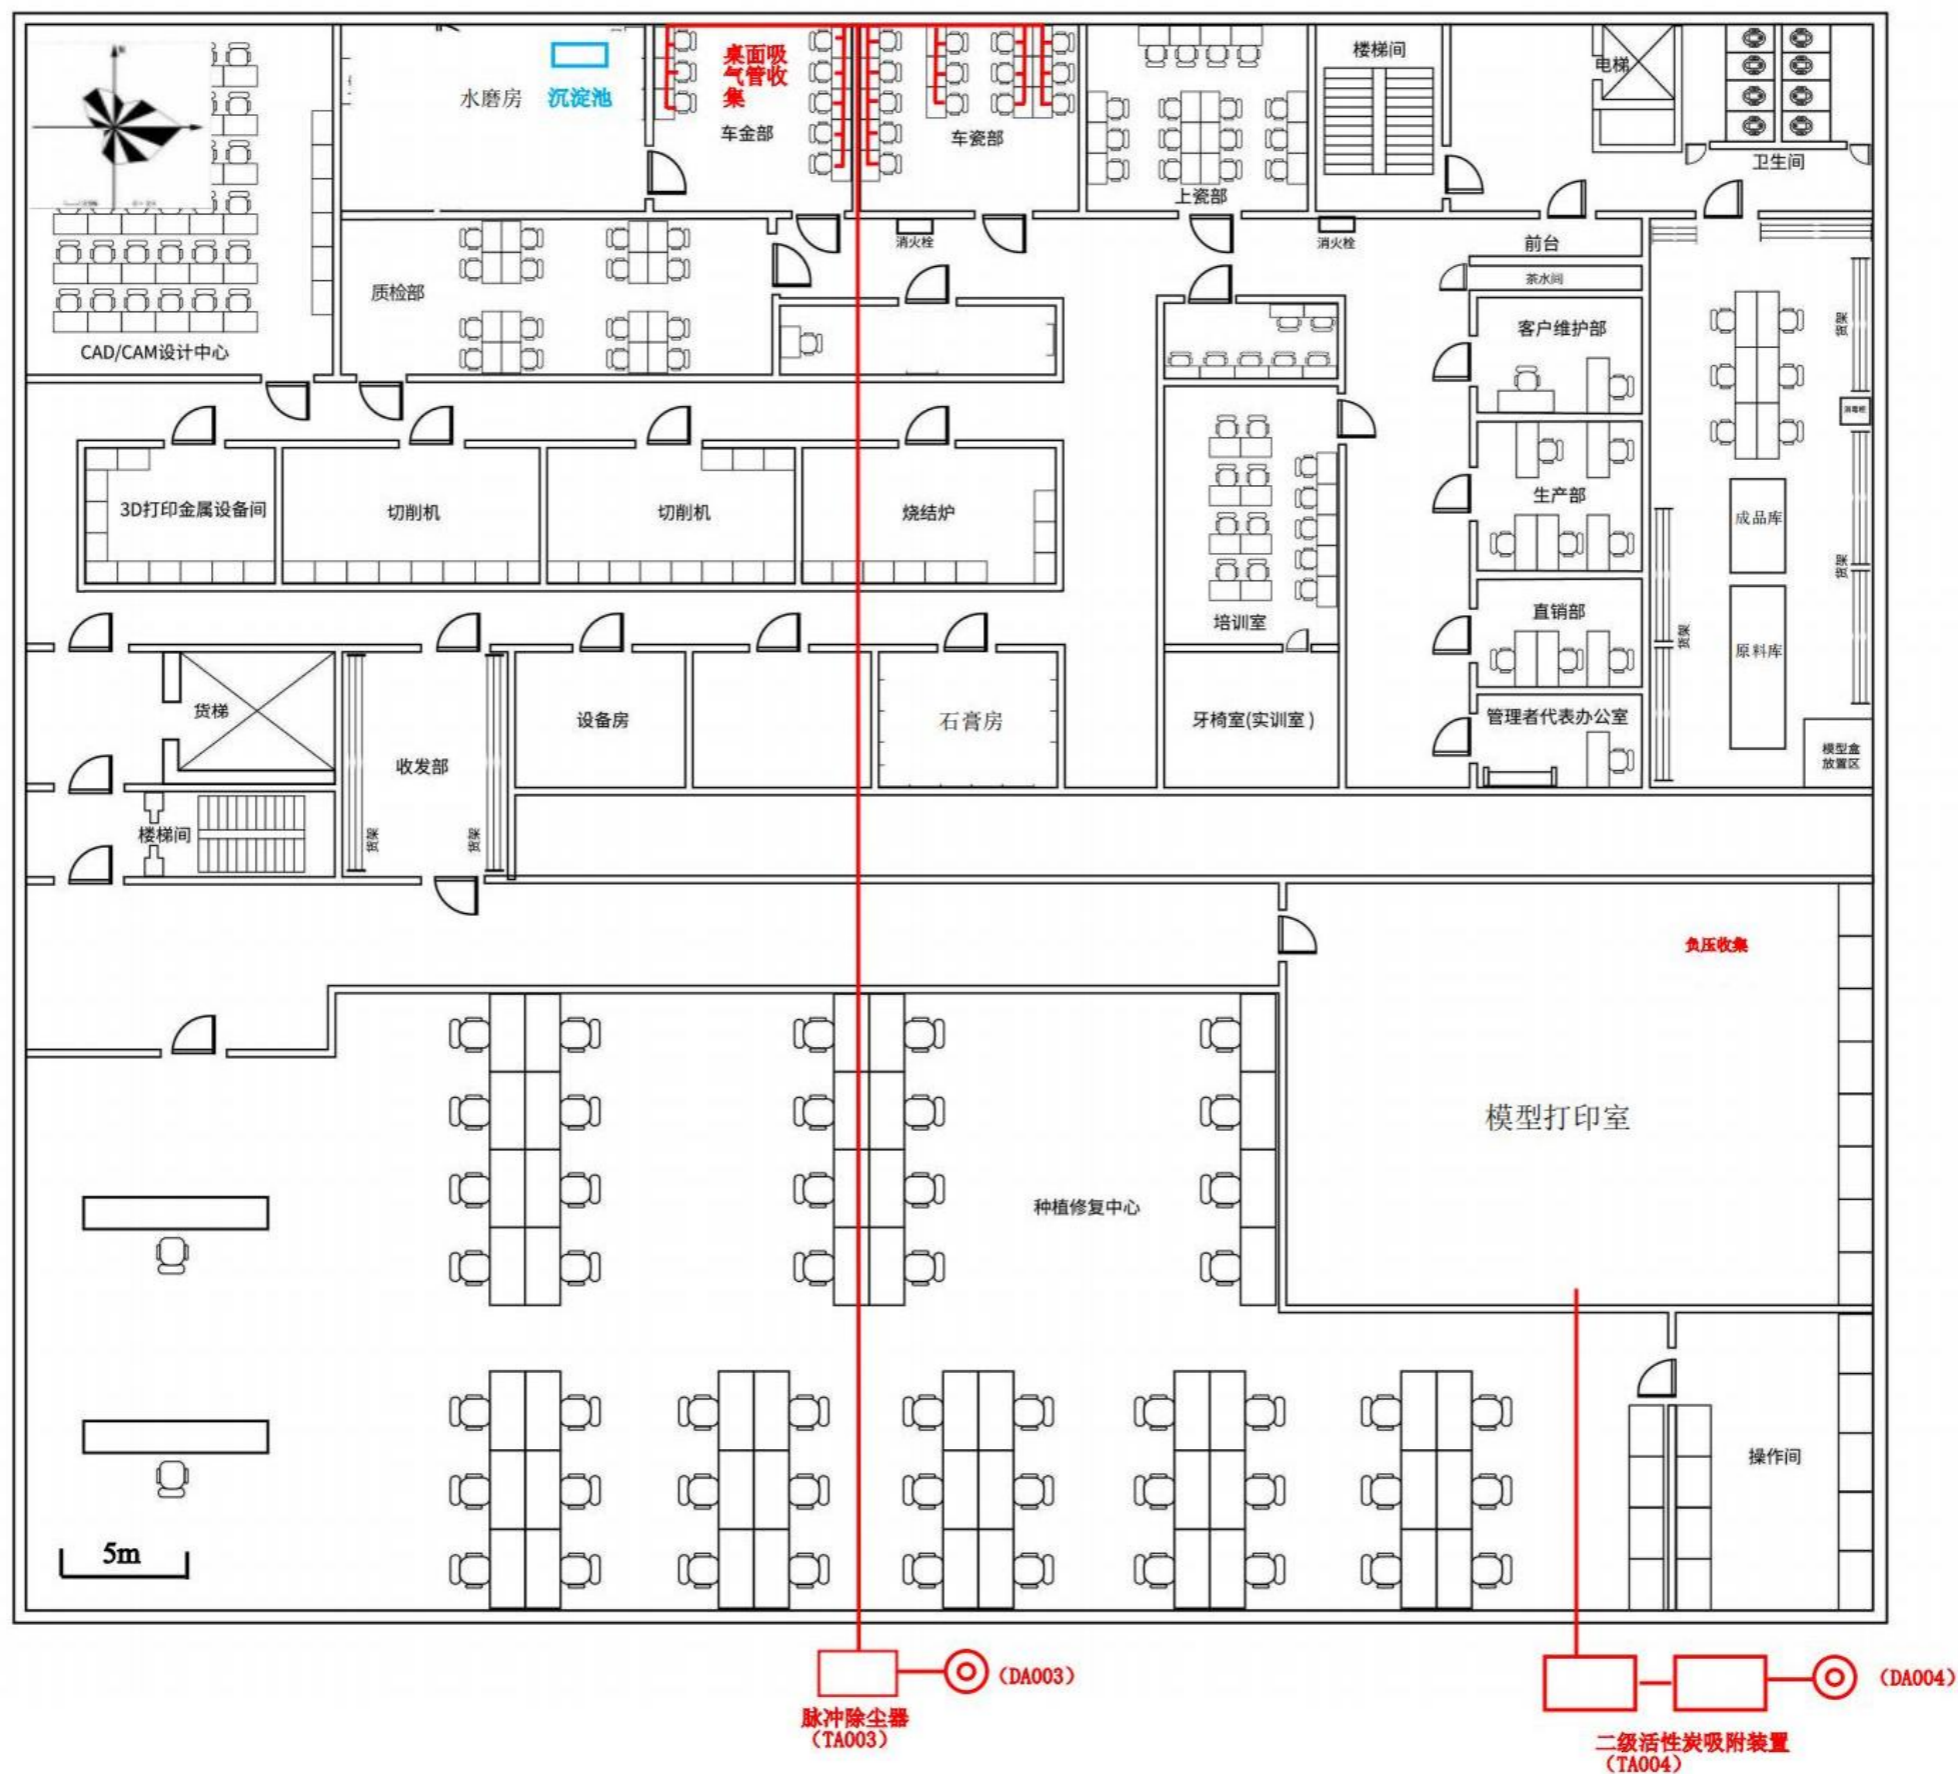 桌面吸
气管收
集
水磨房
沉淀池
车金部
车瓷部
上瓷部
楼梯间
电梯
卫生间
消火栓
消火栓
前台
茶水间
质检部
客户维护部
货架
CAD/CAM设计中心
3D打印金属设备间
切削机
切削机
烧结炉
生产部
成品库
货架
培训室
直销部
货架
原料库
货梯
设备房
石膏房
牙椅室(实训室)
管理者代表办公室
模型盒
放置区
收发部
楼梯间
货架
货架
负压收集
模型打印室
种植修复中心
操作间
5m
(DA003)
脉冲除尘器
(TA003)
(DA004)
二级活性炭吸附装置
(TA004)